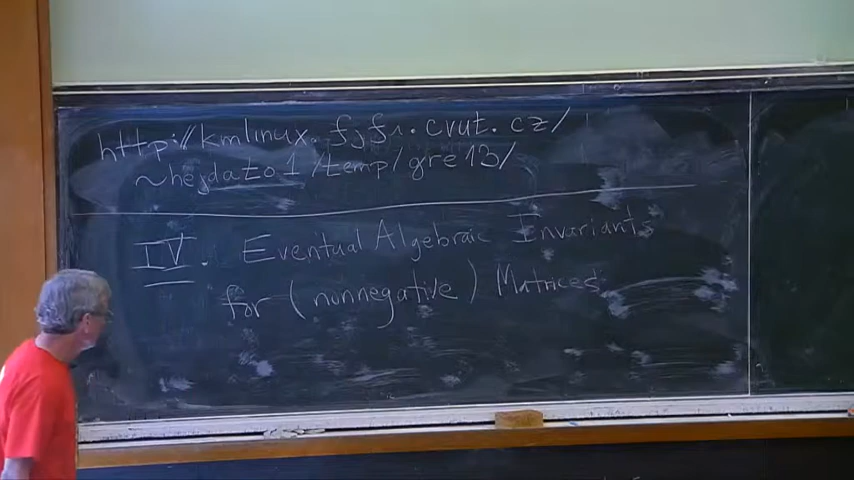 http://kmlinux.fjfi.cvut.cz/
~hejdato1/temp/gre13/
IV. Eventual Algebraic Invariants
for (nonnegative) Matrices